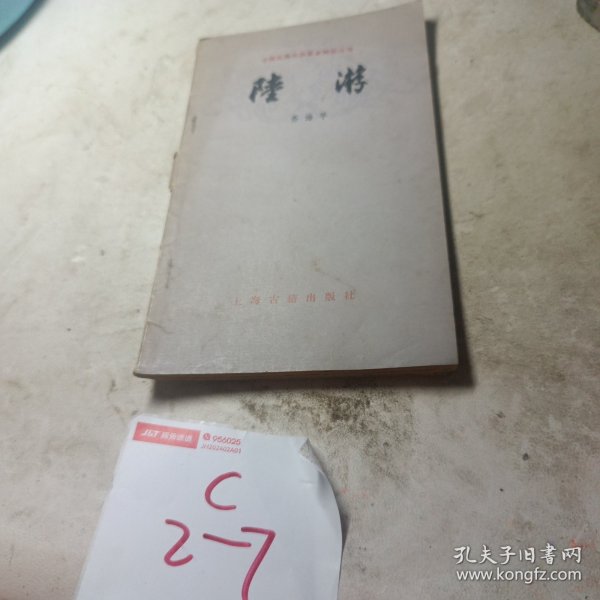 陸游
上海古籍出版社
J&T 极兔速递
956025
JH202402A01
C
2-7
孔夫子旧书网
www.kongfz.com